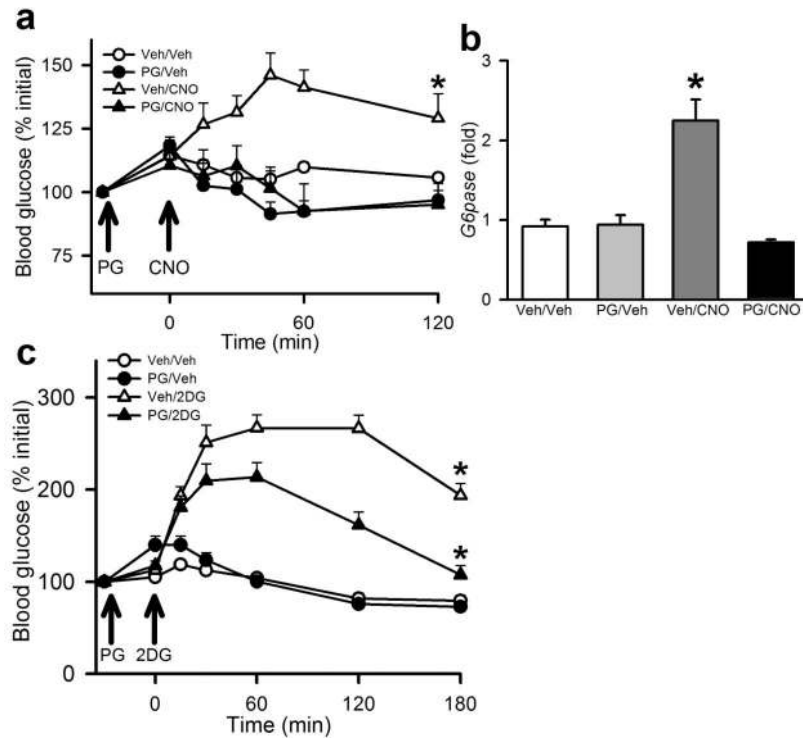 a
Blood glucose (% initial)
150
125
100
75
Veh/Veh
PG/Veh
Veh/CNO
PG/CNO
*
PG
CNO
0
60
120
Time (min)
b
G6pase (fold)
3
2
1
0
*
Veh/Veh
PG/Veh
Veh/CNO
PG/CNO
c
Blood glucose (% initial)
300
200
100
0
Veh/Veh
PG/Veh
Veh/2DG
PG/2DG
*
*
PG
2DG
0
60
120
180
Time (min)